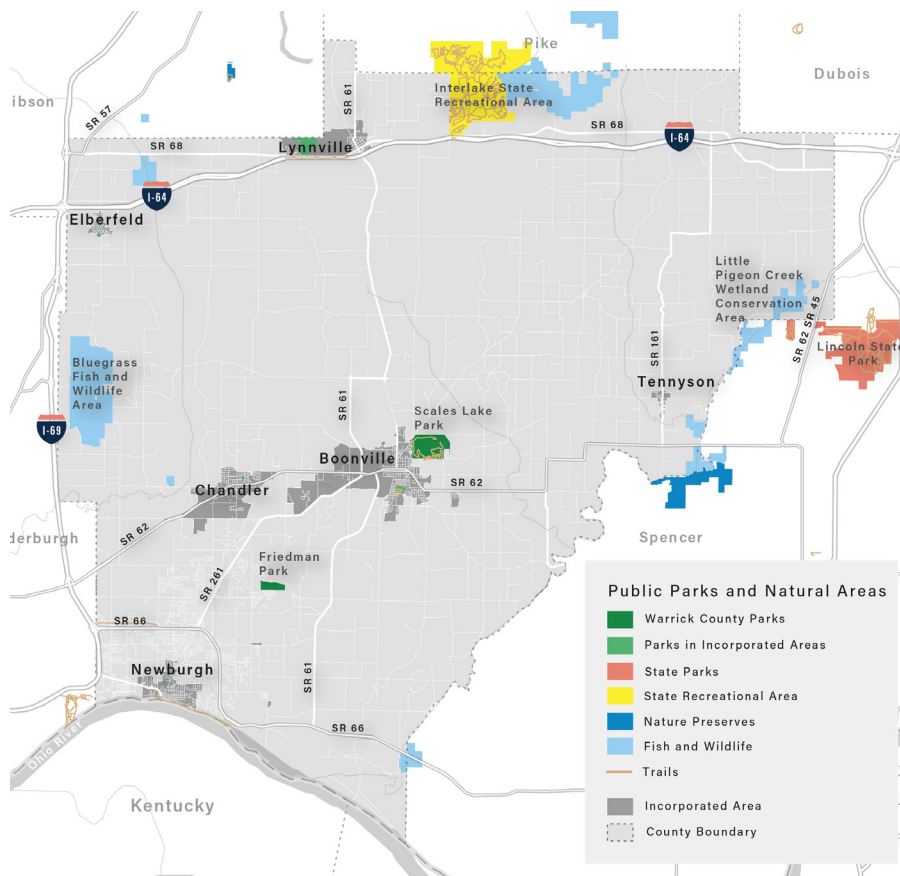 Pike
Dubois
ibson
SR 57
SR 61
Interlake State
Recreational Area
SR 68
I-64
SR 68
Lynnville
I-64
Elberfeld
Little
Pigeon Creek
Wetland
Conservation
Area
SR 62 SR 45
Lincoln State
Park
SR 161
Bluegrass
Fish and
Wildlife
Area
Tennyson
SR 61
Scales Lake
Park
I-69
Boonville
Chandler
SR 62
SR 62
derburgh
Spencer
Friedman
Park
SR 261
SR 66
Newburgh
SR 61
SR 66
Ohio River
Kentucky
Public Parks and Natural Areas
Warrick County Parks
Parks in Incorporated Areas
State Parks
State Recreational Area
Nature Preserves
Fish and Wildlife
Trails
Incorporated Area
County Boundary